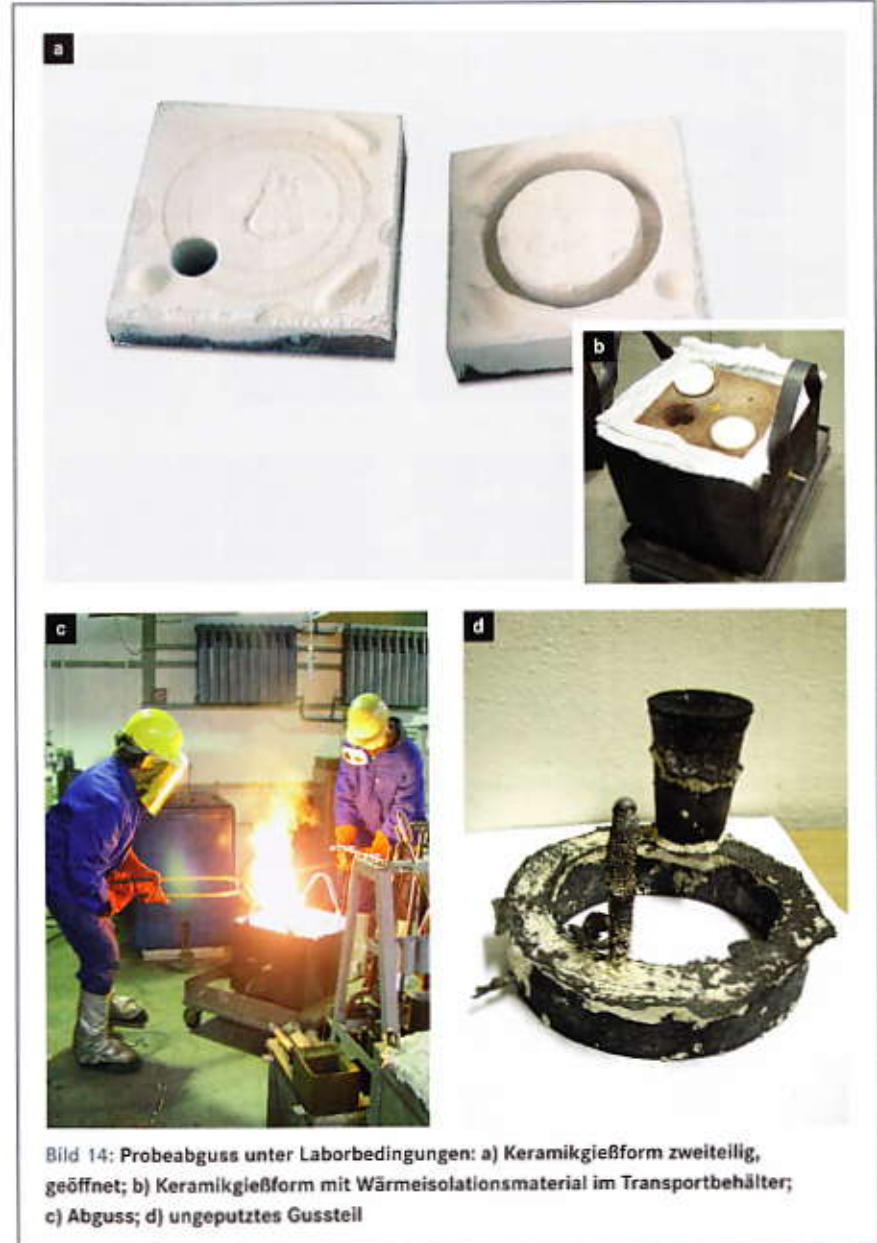 a
b
c
d
Bild 14: Probeabguss unter Laborbedingungen: a) Keramikgießform zweiteilig,
geöffnet; b) Keramikgießform mit Wärmeisolationsmaterial im Transportbehälter;
c) Abguss; d) ungeputztes Gussteil